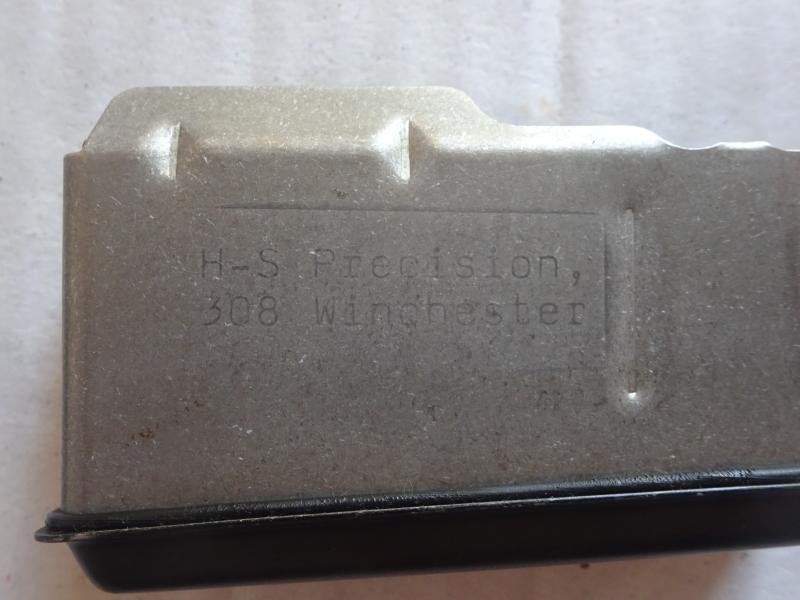 H-S Precision,
308 Winchester